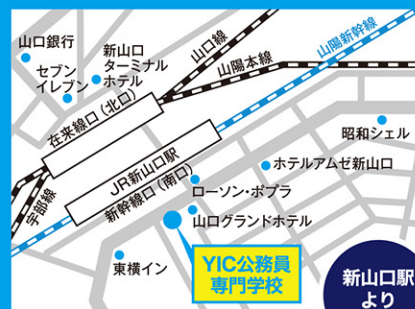 山口銀行
セブン
イレブン
新山口
ターミナル
ホテル
山口線
山陽本線
山陽新幹線
在来線口(北口)
JR新山口駅
新幹線口(南口)
宇部線
昭和シェル
ホテルアムゼ新山口
ローソン・ポプラ
山口グランドホテル
東横イン
YIC公務員
専門学校
新山口駅
より